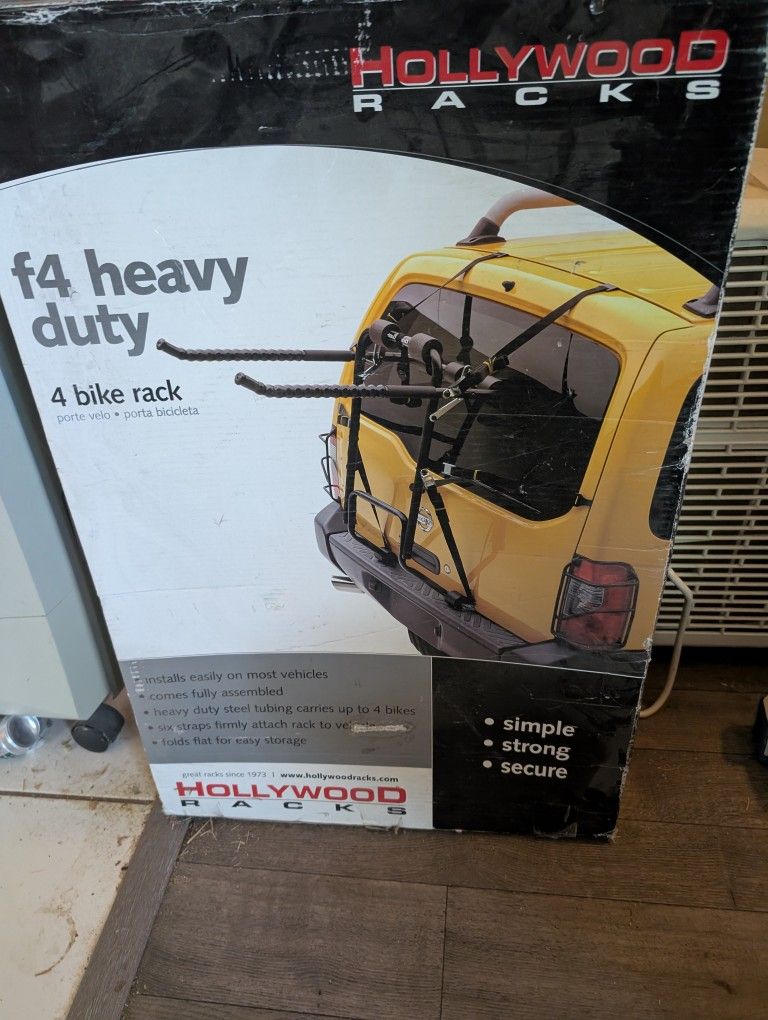 HOLLYWOOD
RACKS
f4 heavy
duty
4 bike rack
porte velo • porta bicicleta
• installs easily on most vehicles
• comes fully assembled
• heavy duty steel tubing carries up to 4 bikes
• six straps firmly attach rack to
• folds flat for easy storage
• simple
• strong
• secure
great racks since 1973 | www.hollywoodracks.com
HOLLYWOOD
RACKS